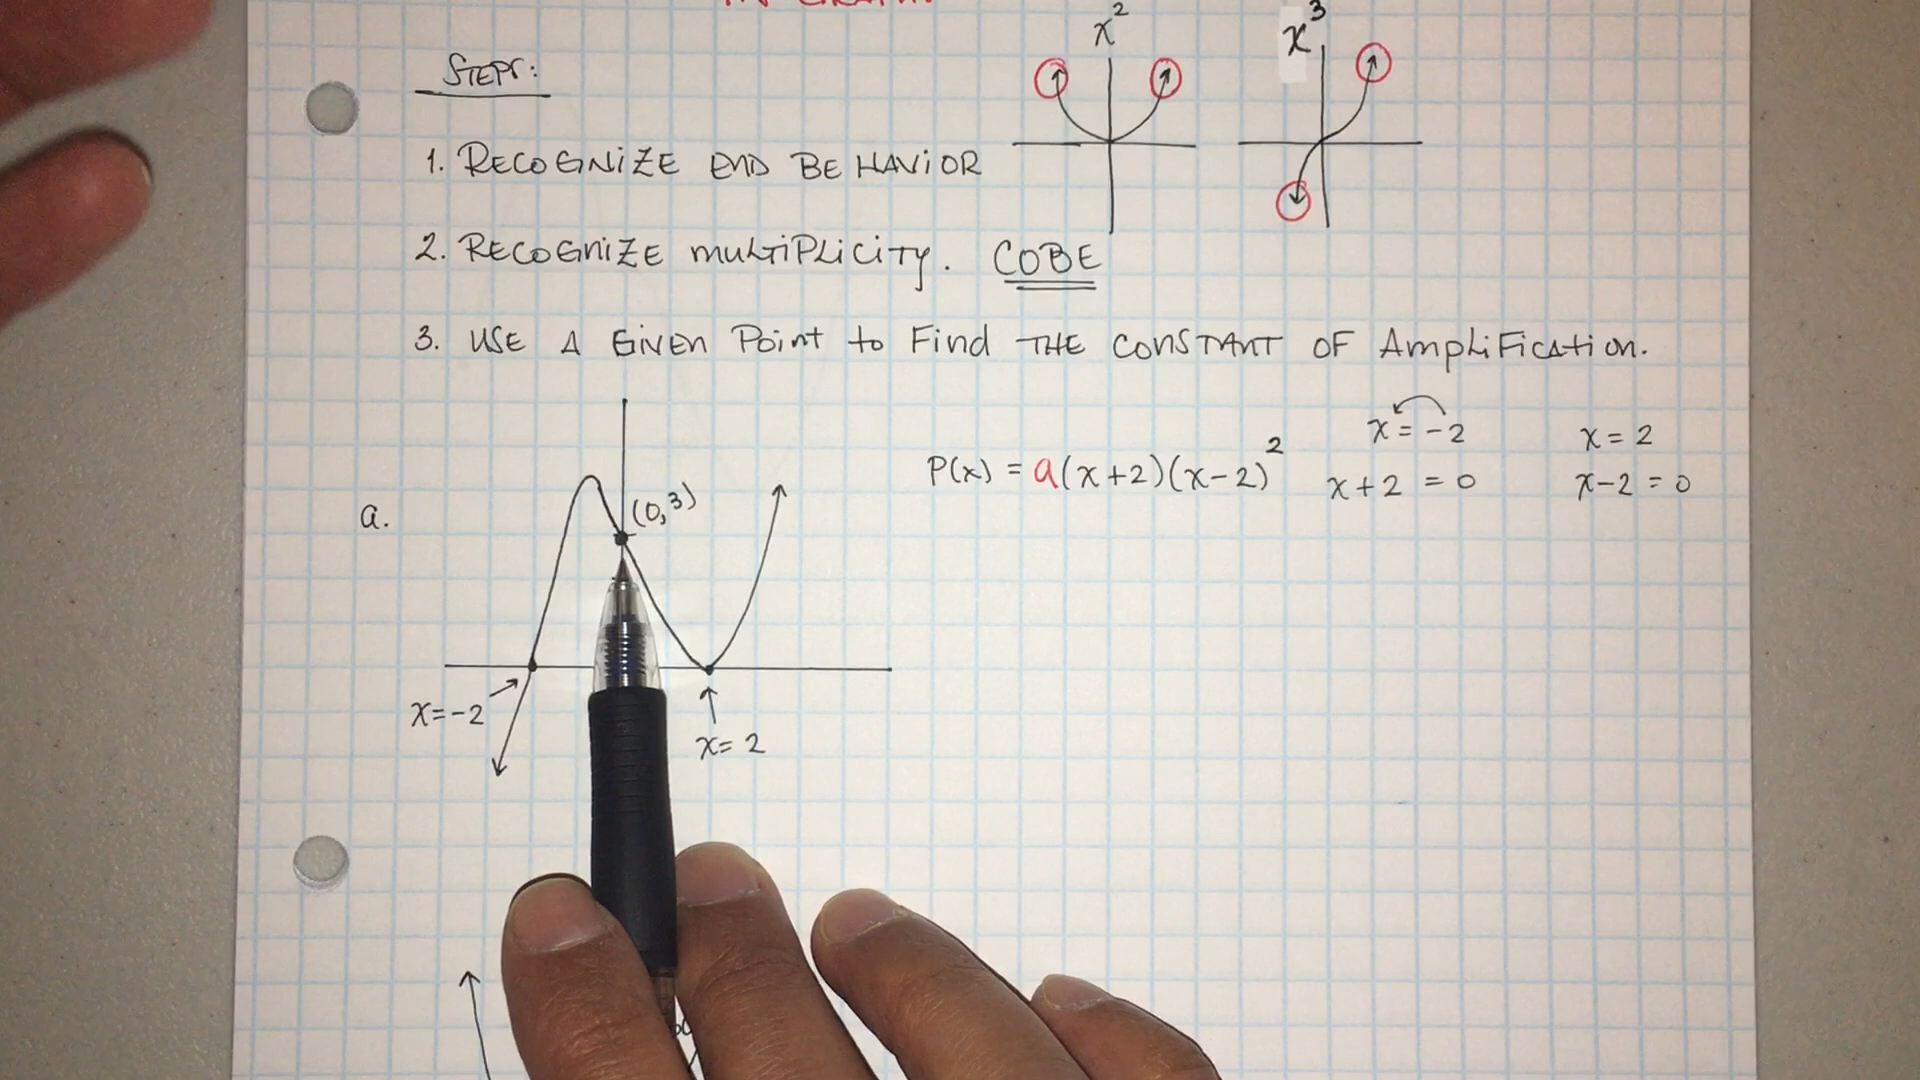 STEPS:
x²
x³
1. RECOGNIZE END BEHAVIOR
2. RECOGNIZE MULTIPLICITY. COBE
3. USE A GIVEN POINT TO FIND THE CONSTANT OF AMPLIFICATION.
a.
(0,3)
x=-2
x=2
P(x) = a(x+2)(x-2)²
x=-2
x+2=0
x=2
x-2=0